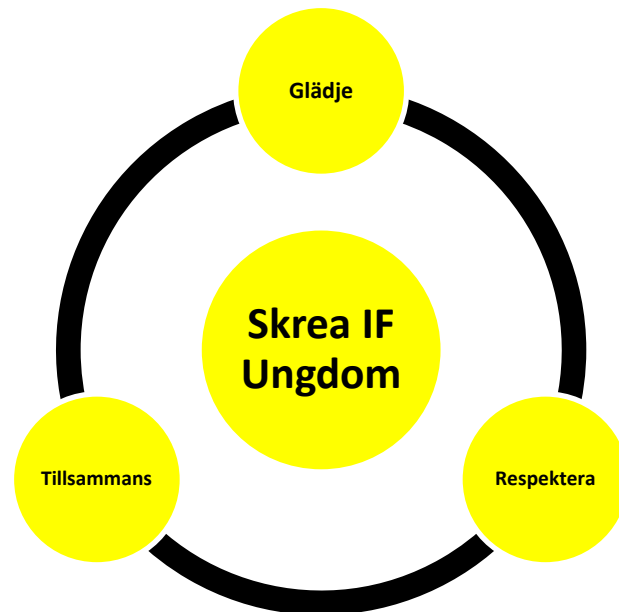 Glädje
Skrea IF
Ungdom
Tillsammans
Respektera